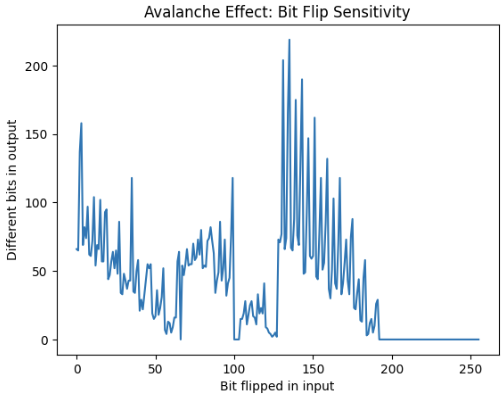 Avalanche Effect: Bit Flip Sensitivity
Different bits in output
200
150
100
50
0
0 50 100 150 200 250
Bit flipped in input